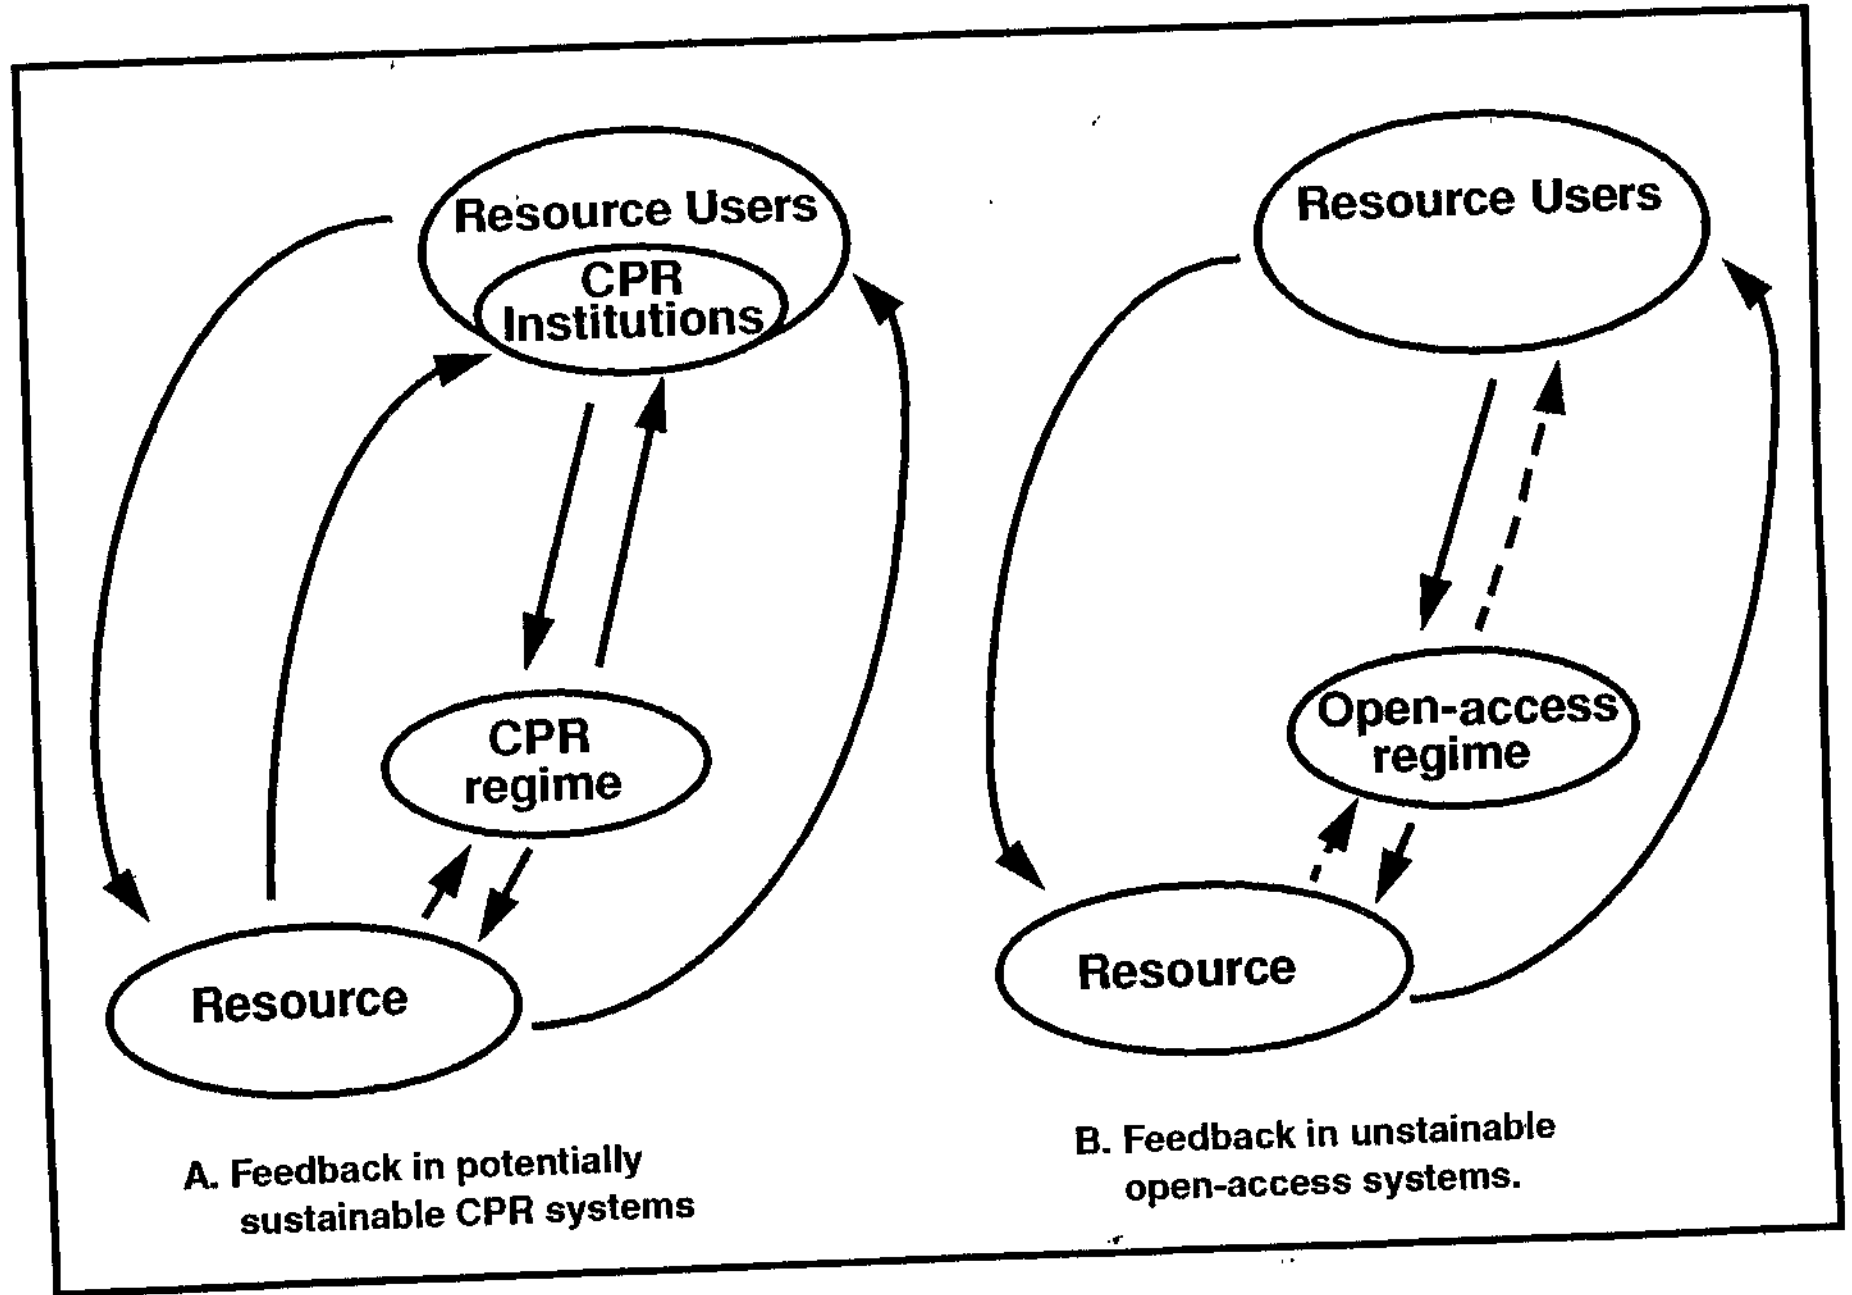 Resource Users
CPR
Institutions
CPR
regime
Resource
A. Feedback in potentially
sustainable CPR systems
Resource Users
Open-access
regime
Resource
B. Feedback in unstainable
open-access systems.